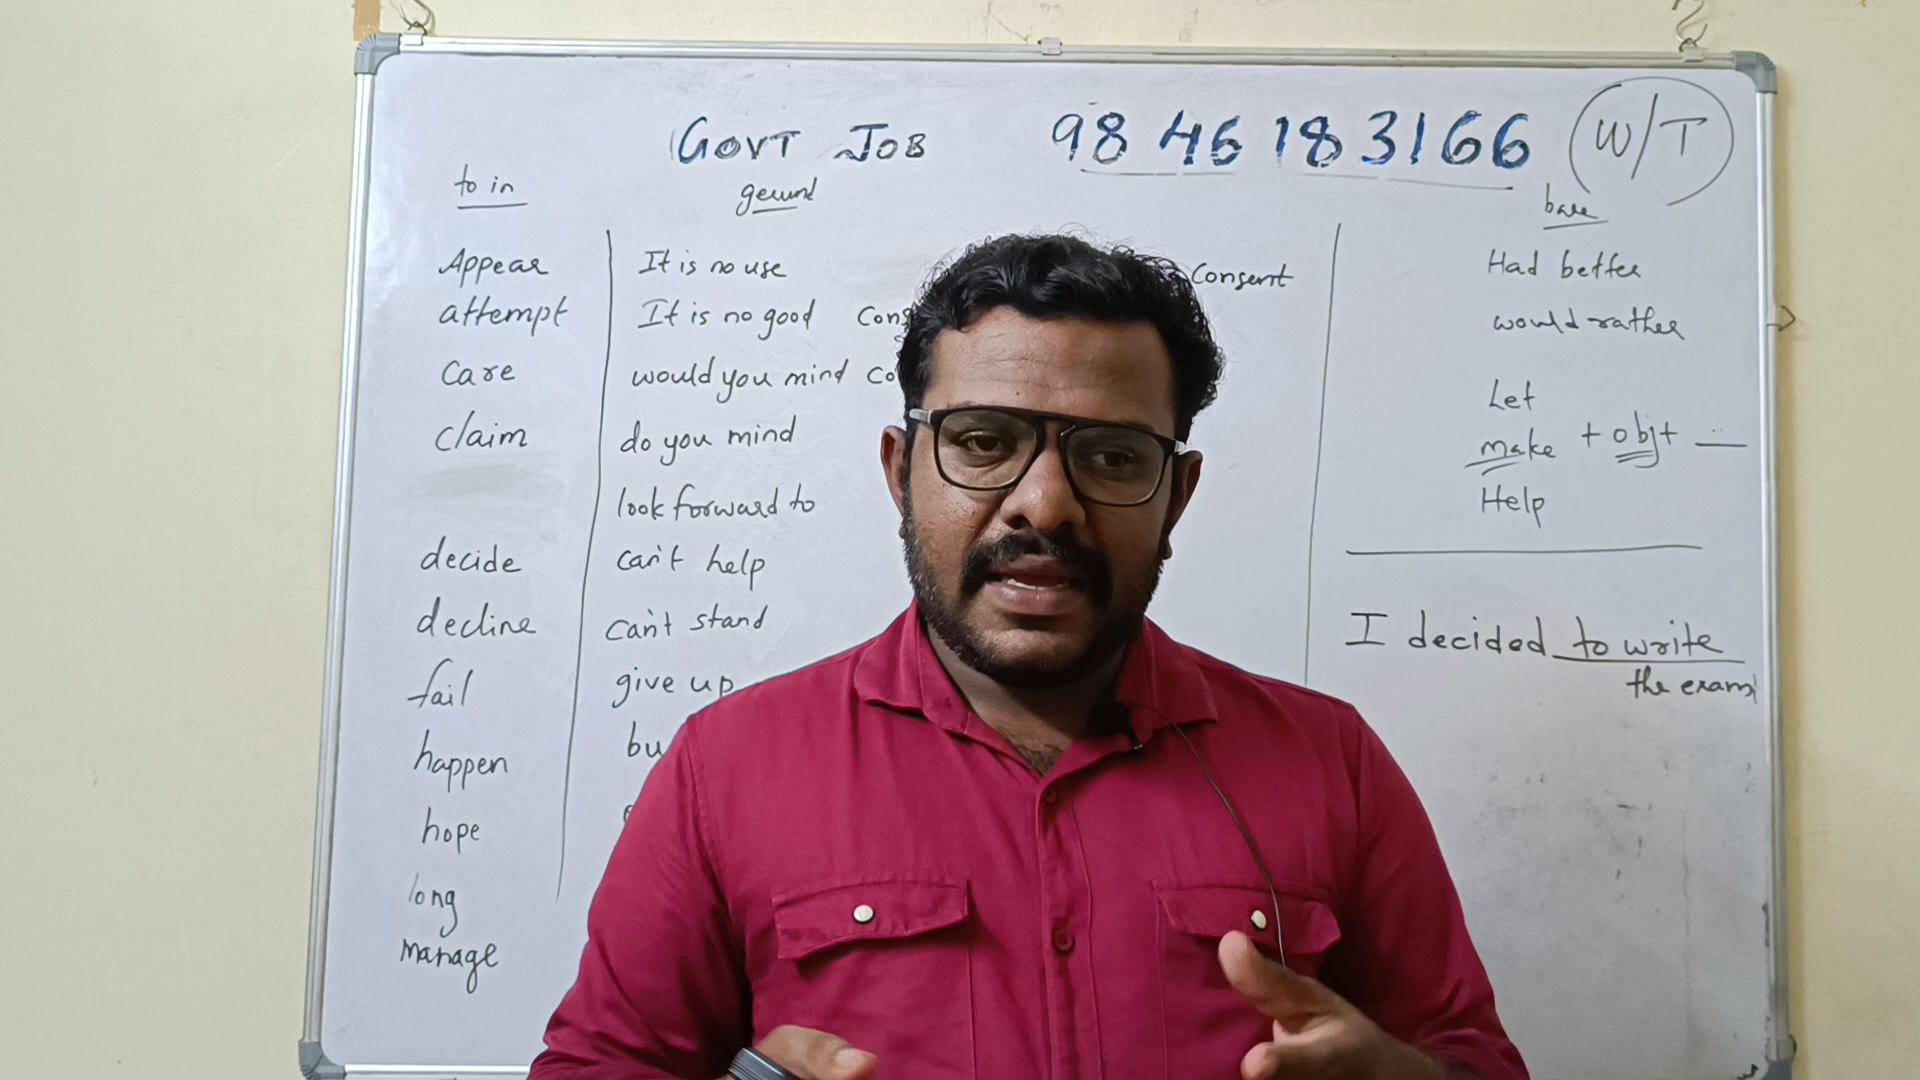 GOVT JOB 98 46 18 3166 W/T
to in
gerund
base
Appear
attempt
Care
Claim
decide
decline
fail
happen
hope
long
manage
It is no use
It is no good
would you mind
do you mind
look forward to
can't help
can't stand
give up
Consent
Had better
would rather
Let
make + objt
Help
I decided to write
the exam